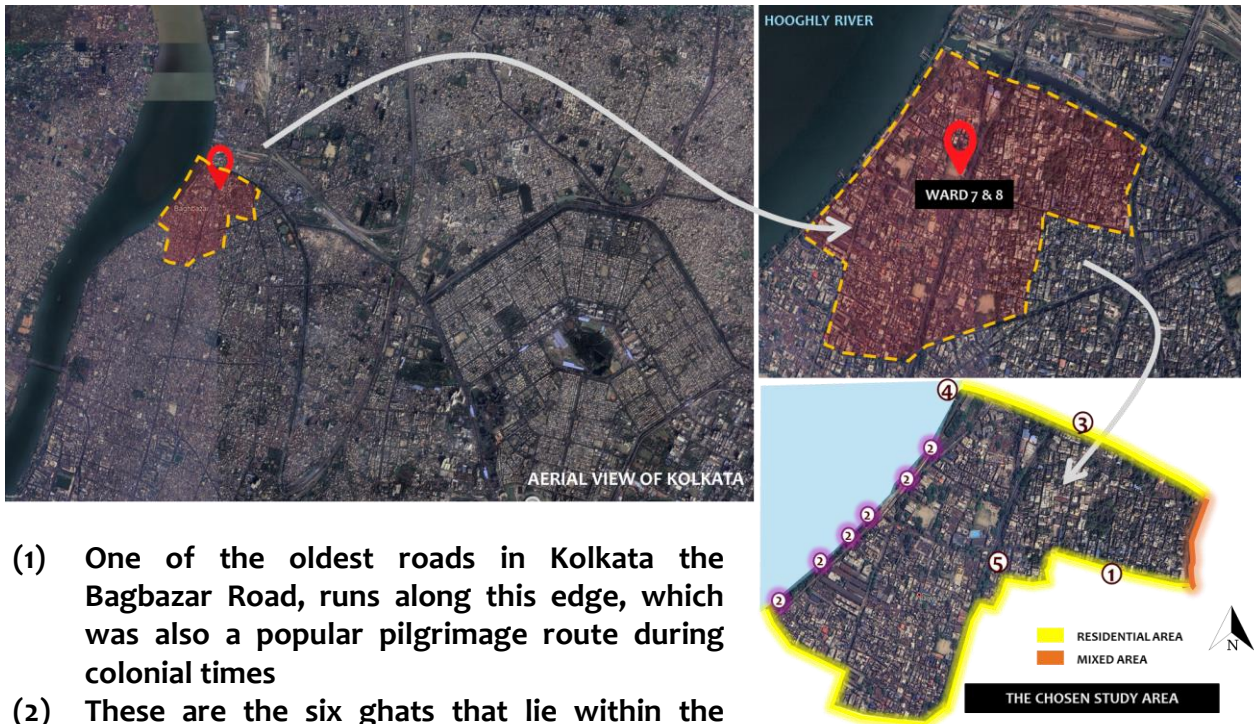 HOOGHLY RIVER
Baghbazar
WARD 7 & 8
AERIAL VIEW OF KOLKATA
4
3
2
2
2
2
2
2
5
1
RESIDENTIAL AREA
MIXED AREA
N
THE CHOSEN STUDY AREA
(1) One of the oldest roads in Kolkata the
Bagbazar Road, runs along this edge, which
was also a popular pilgrimage route during
colonial times
(2) These are the six ghats that lie within the